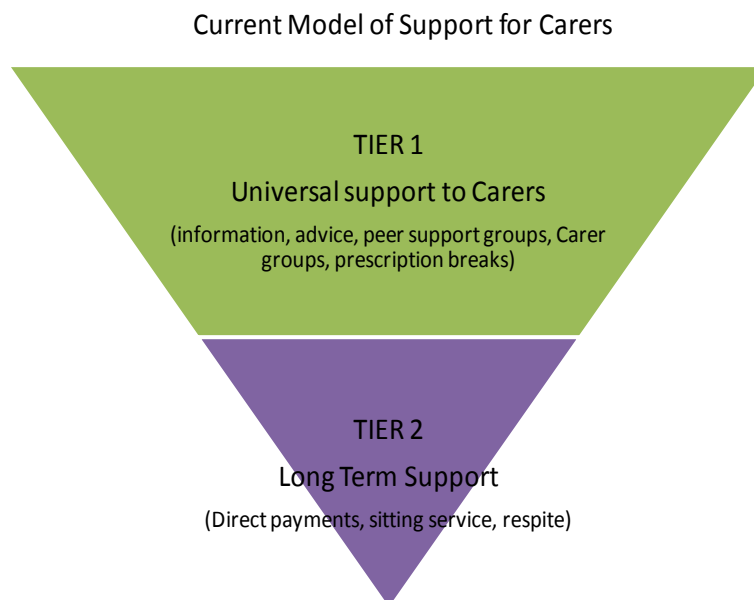 Current Model of Support for Carers
TIER 1
Universal support to Carers
(information, advice, peer support groups, Carer
groups, prescription breaks)
TIER 2
Long Term Support
(Direct payments, sitting service, respite)